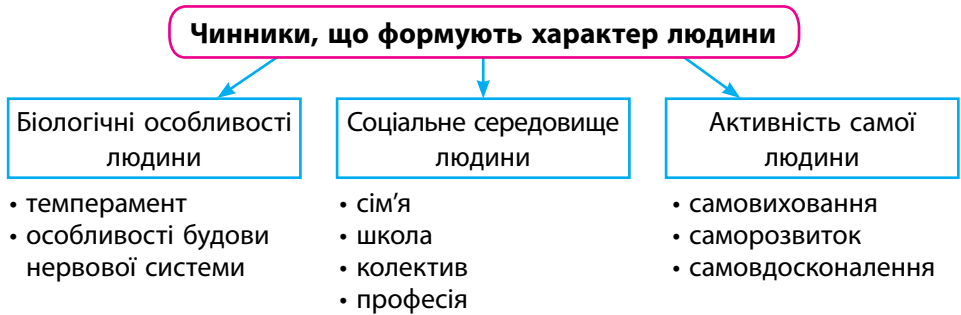 Чинники, що формують характер людини
Біологічні особливості
людини
• темперамент
• особливості будови
нервової системи
Соціальне середовище
людини
• сім'я
• школа
• колектив
• професія
Активність самої
людини
• самовиховання
• саморозвиток
• самовдосконалення